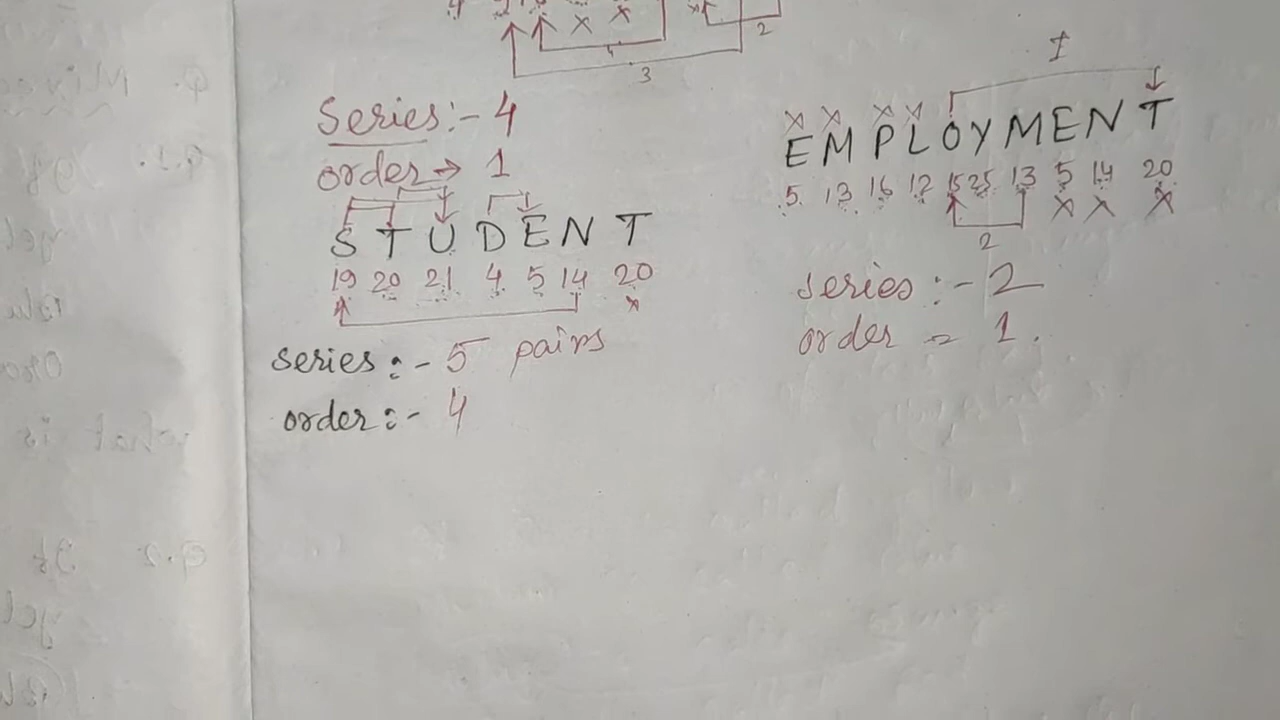 3
2
Series:- 4
order → 1
S T U D E N T
19 20 21 4 5 14 20
series:- 5 pairs
order:- 4
I
x x x x
E M P L O Y M E N T
5 13 16 12 15 25 13 5 14 20
x x x
2
series:- 2
order = 1.